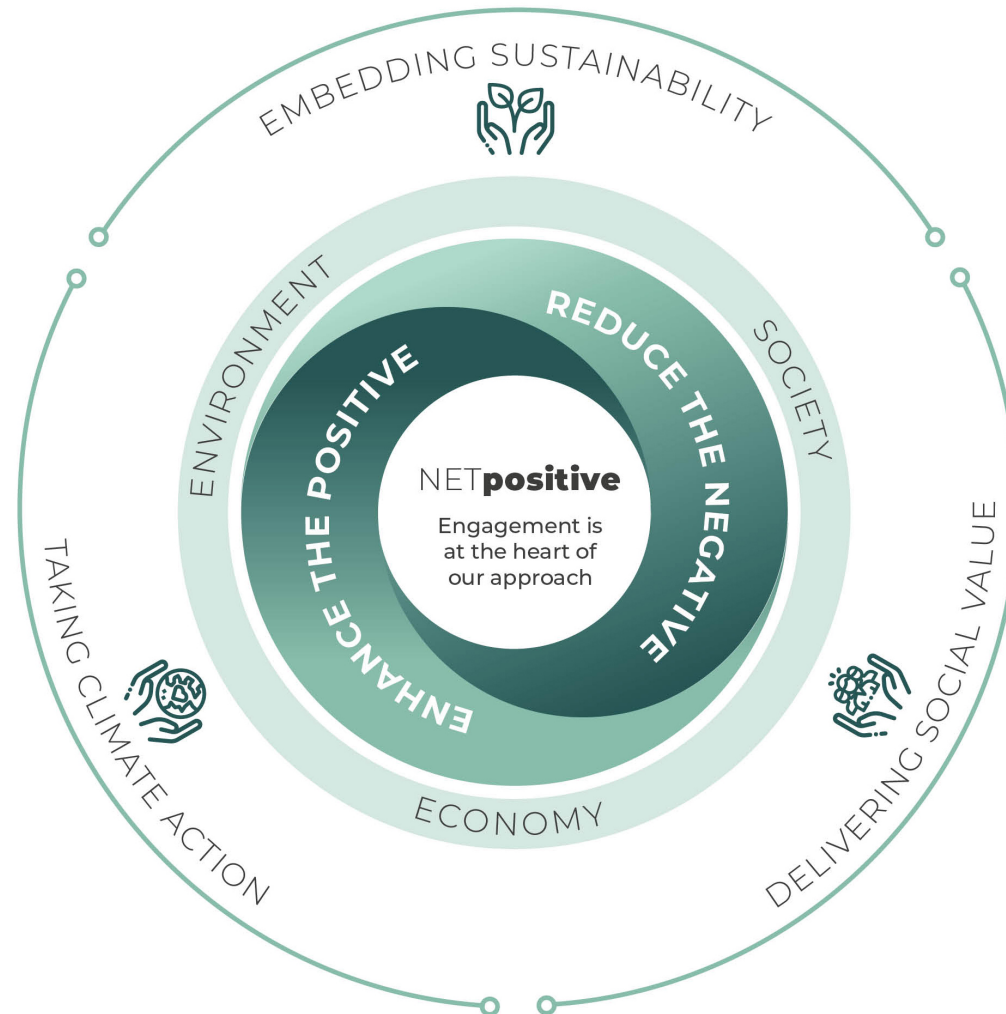 EMBEDDING SUSTAINABILITY
ENVIRONMENT
SOCIETY
REDUCE THE NEGATIVE
ENHANCE THE POSITIVE
NETpositive
Engagement is
at the heart of
our approach
TAKING CLIMATE ACTION
DELIVERING SOCIAL VALUE
ECONOMY